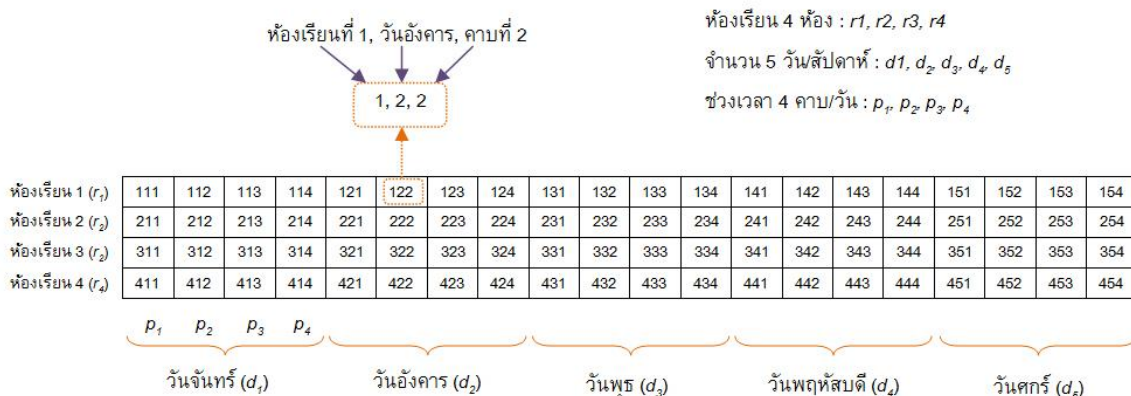 ห้องเรียนที่ 1, วันอังคาร, คาบที่ 2
1, 2, 2
ห้องเรียน 4 ห้อง : r1, r2, r3, r4
จำนวน 5 วัน/สัปดาห์ : d1, d2, d3, d4, d5
ช่วงเวลา 4 คาบ/วัน : p1, p2, p3, p4
ห้องเรียน 1 (r1) 111 112 113 114 121 122 123 124 131 132 133 134 141 142 143 144 151 152 153 154
ห้องเรียน 2 (r2) 211 212 213 214 221 222 223 224 231 232 233 234 241 242 243 244 251 252 253 254
ห้องเรียน 3 (r2) 311 312 313 314 321 322 323 324 331 332 333 334 341 342 343 344 351 352 353 354
ห้องเรียน 4 (r4) 411 412 413 414 421 422 423 424 431 432 433 434 441 442 443 444 451 452 453 454
p1 p2 p3 p4
วันจันทร์ (d1) วันอังคาร (d2) วันพุธ (d3) วันพฤหัสบดี (d4) วันศุกร์ (d5)